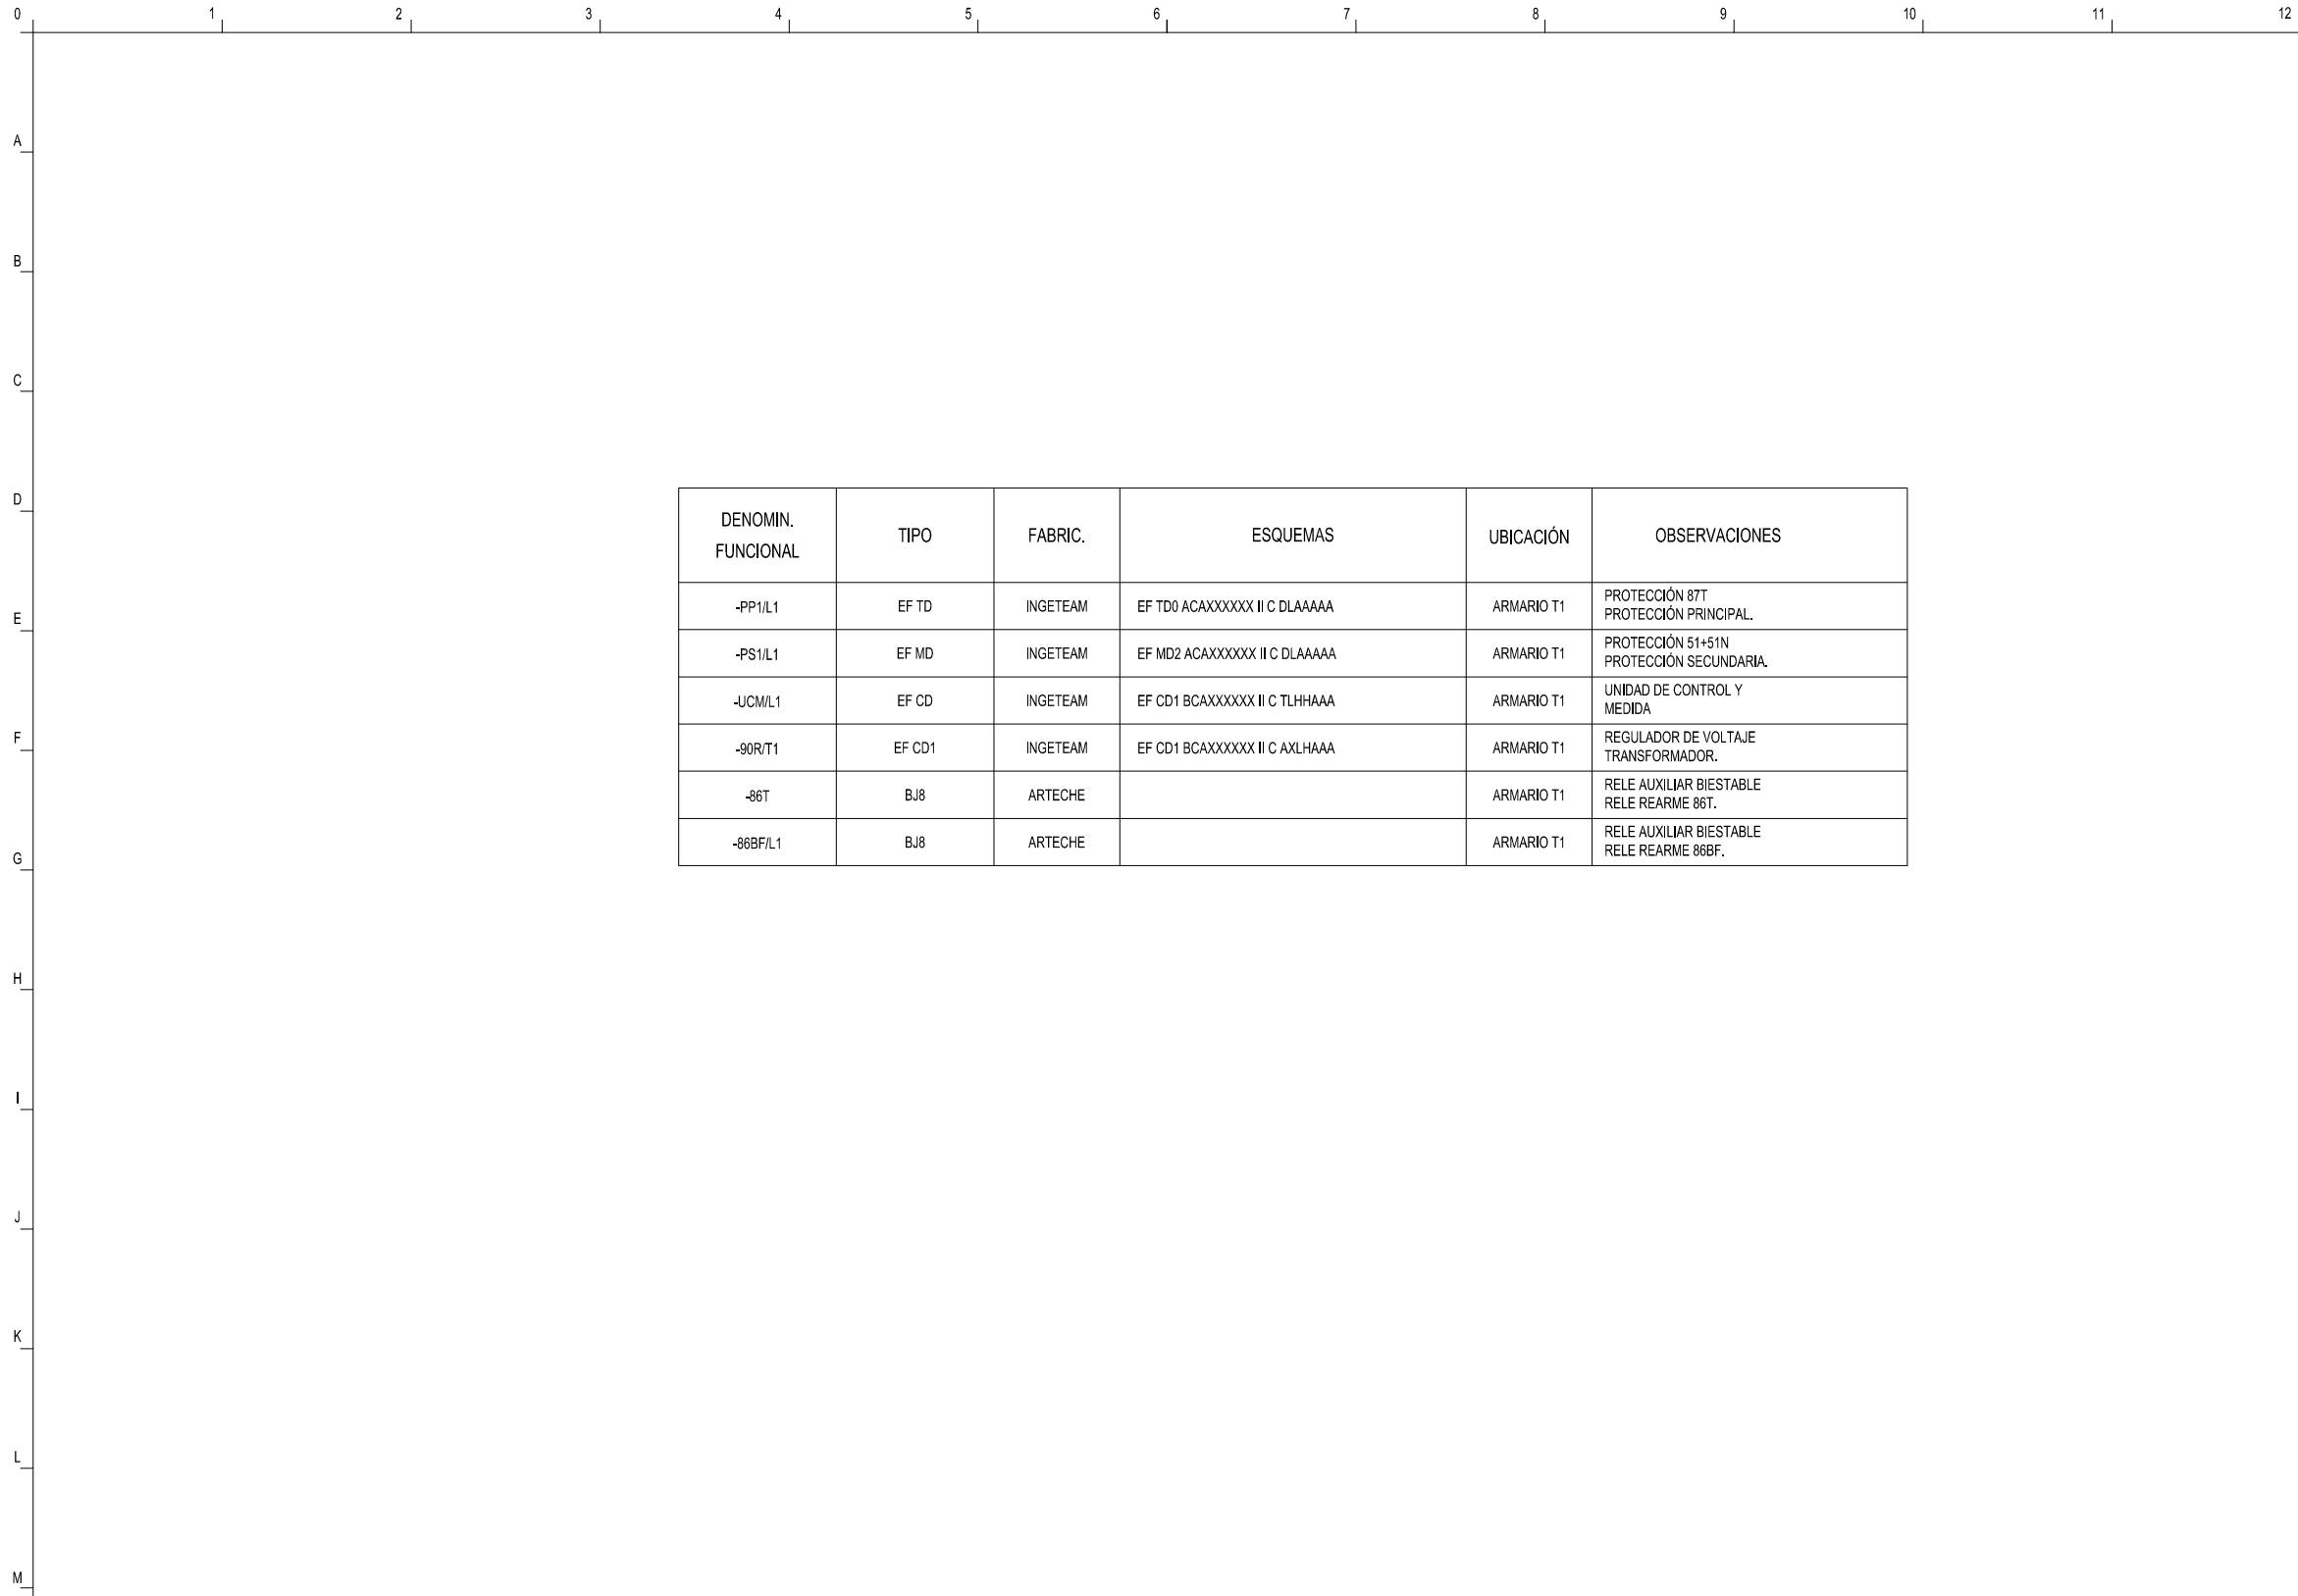 0 1 2 3 4 5 6 7 8 9 10 11 12
A
B
C
D
DENOMIN.
FUNCIONAL
TIPO
FABRIC.
ESQUEMAS
UBICACIÓN
OBSERVACIONES
E
-PP1/L1
EF TD
INGETEAM
EF TD0 ACAXXXXXX II C DLAAAAA
ARMARIO T1
PROTECCIÓN 87T
PROTECCIÓN PRINCIPAL.
-PS1/L1
EF MD
INGETEAM
EF MD2 ACAXXXXXX II C DLAAAAA
ARMARIO T1
PROTECCIÓN 51+51N
PROTECCIÓN SECUNDARIA.
-UCM/L1
EF CD
INGETEAM
EF CD1 BCAXXXXXX II C TLHHAAA
ARMARIO T1
UNIDAD DE CONTROL Y
MEDIDA
F
-90R/T1
EF CD1
INGETEAM
EF CD1 BCAXXXXXX II C AXLHAAA
ARMARIO T1
REGULADOR DE VOLTAJE
TRANSFORMADOR.
-86T
BJ8
ARTECHE
ARMARIO T1
RELE AUXILIAR BIESTABLE
RELE REARME 86T.
-86BF/L1
BJ8
ARTECHE
ARMARIO T1
RELE AUXILIAR BIESTABLE
RELE REARME 86BF.
G
H
I
J
K
L
M